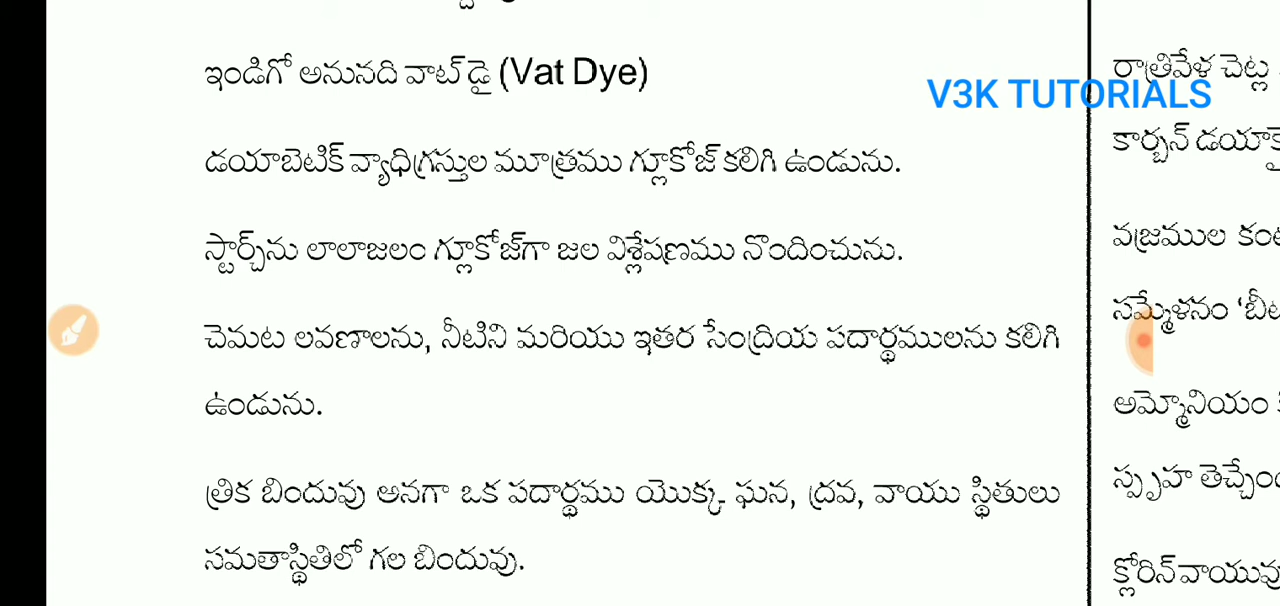 ఇండిగో అనునది వాట్ డై (Vat Dye)
డయాబెటిక్ వ్యాధిగ్రస్తుల మూత్రము గ్లూకోజ్ కలిగి ఉండును.
స్టార్చ్‌ను లాలాజలం గ్లూకోజ్‌గా జల విశ్లేషణము నొందించును.
చెమట లవణాలను, నీటిని మరియు ఇతర సేంద్రియ పదార్థములను కలిగి
ఉండును.
త్రిక బిందువు అనగా ఒక పదార్థము యొక్క ఘన, ద్రవ, వాయు స్థితులు
సమతాస్థితిలో గల బిందువు.
V3K TUTORIALS
రాత్రివేళ చెట్ల
కార్బన్
వజ్రముల
సమ్మేళనం
అమ్మోనియం
స్పృహ
క్లోరిన్